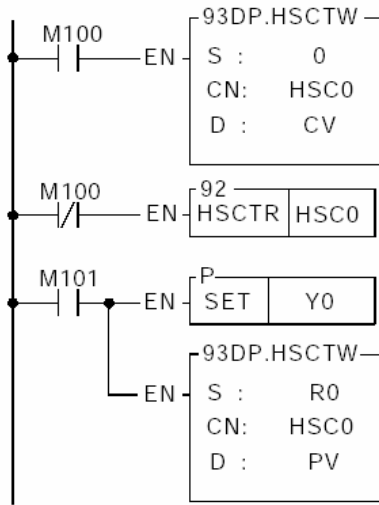 93DP.HSCTW
M100
EN
S : 0
CN: HSC0
D : CV
M100
EN
92
HSCTR HSC0
M101
EN
P
SET Y0
93DP.HSCTW
EN
S : R0
CN: HSC0
D : PV